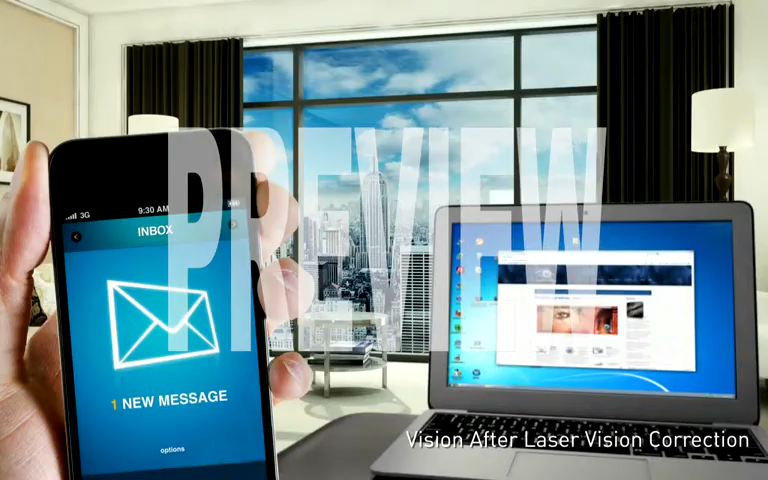 PREVIEW
3G
9:30 AM
INBOX
1 NEW MESSAGE
options
Vision After Laser Vision Correction